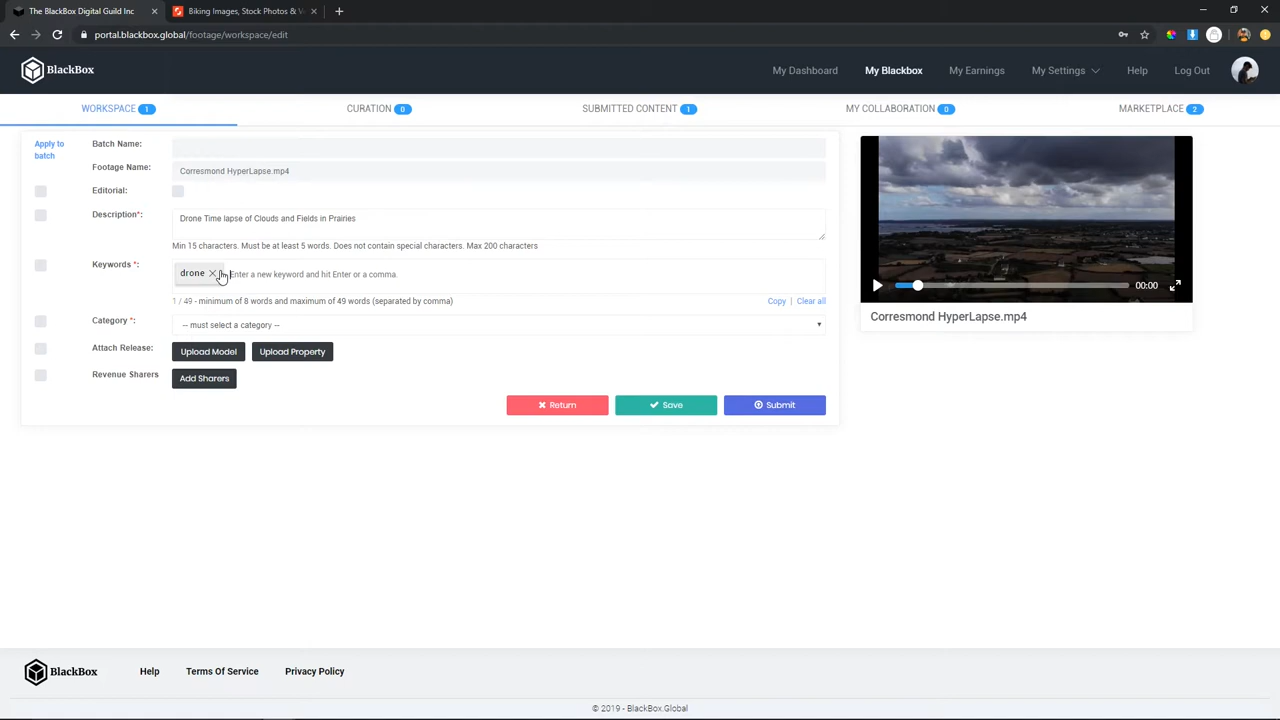 The BlackBox Digital Guild Inc
Biking Images, Stock Photos & V
portal.blackbox.global/footage/workspace/edit
BlackBox
My Dashboard My Blackbox My Earnings My Settings Help Log Out
WORKSPACE 1 CURATION 0 SUBMITTED CONTENT 1 MY COLLABORATION 0 MARKETPLACE 2
Apply to batch
Batch Name:
Footage Name: Corresmond HyperLapse.mp4
Editorial:
Description*: Drone Time lapse of Clouds and Fields in Prairies
Min 15 characters. Must be at least 5 words. Does not contain special characters. Max 200 characters
Keywords *: drone Enter a new keyword and hit Enter or a comma.
1 / 49 - minimum of 8 words and maximum of 49 words (separated by comma) Copy | Clear all
Category *: -- must select a category --
Attach Release: Upload Model Upload Property
Revenue Sharers Add Sharers
Return Save Submit
00:00
Corresmond HyperLapse.mp4
BlackBox Help Terms Of Service Privacy Policy
© 2019 - BlackBox.Global